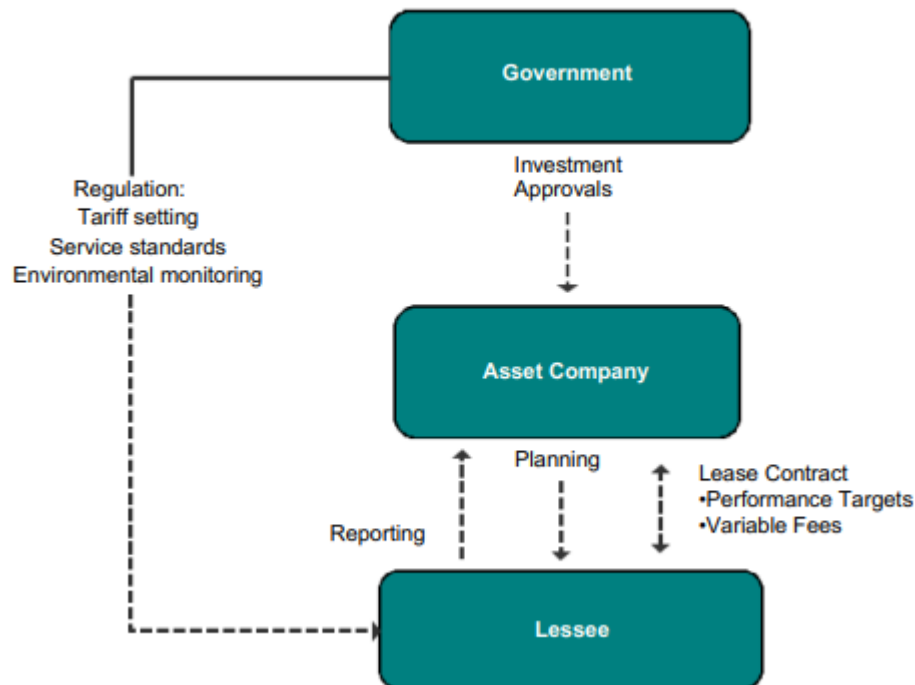 Government
Investment
Approvals
Regulation:
Tariff setting
Service standards
Environmental monitoring
Asset Company
Planning
Lease Contract
•Performance Targets
•Variable Fees
Reporting
Lessee